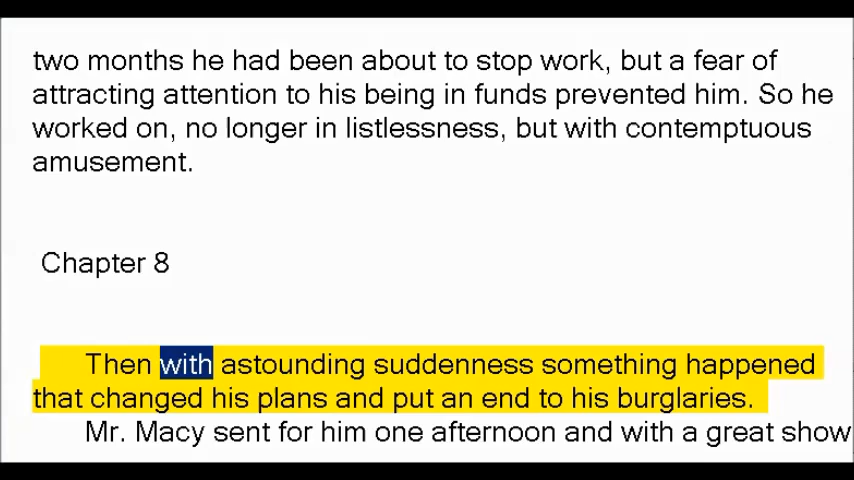 two months he had been about to stop work, but a fear of
attracting attention to his being in funds prevented him. So he
worked on, no longer in listlessness, but with contemptuous
amusement.
Chapter 8
Then with astounding suddenness something happened
that changed his plans and put an end to his burglaries.
Mr. Macy sent for him one afternoon and with a great show